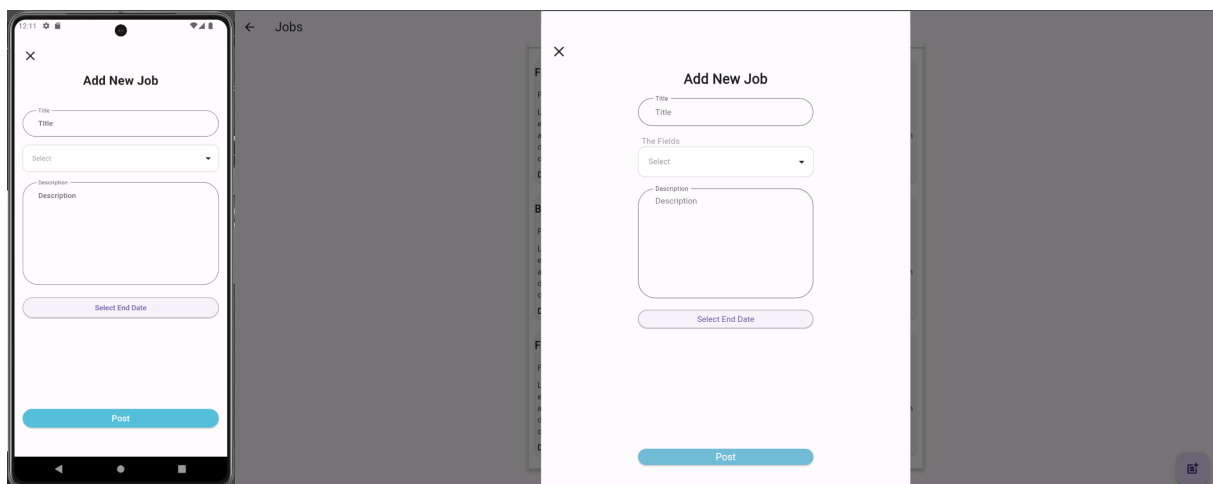 12:11
Add New Job
Title
Title
Select
Description
Description
Select End Date
Post
Jobs
Add New Job
Title
Title
The Fields
Select
Description
Description
Select End Date
Post